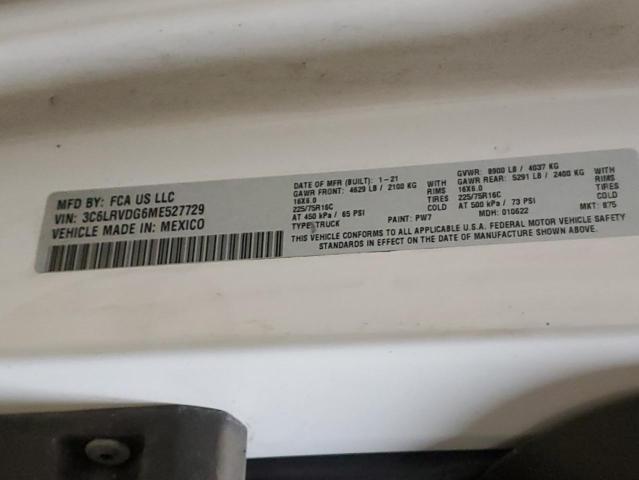 MFD BY: FCA US LLC
VIN: 3C6LRVDG6ME527729
VEHICLE MADE IN: MEXICO
DATE OF MFR (BUILT): 1-21 GVWR: 8900 LB / 4037 KG
GAWR FRONT: 4629 LB / 2100 KG WITH GAWR REAR: 5291 LB / 2400 KG WITH
16X6.0 RIMS 16X6.0 RIMS
225/75R16C TIRES 225/75R16C TIRES
AT 450 kPa / 65 PSI COLD AT 500 kPa / 73 PSI COLD
TYPE: TRUCK PAINT: PW7 MDH: 010622 MKT: 875
THIS VEHICLE CONFORMS TO ALL APPLICABLE U.S.A. FEDERAL MOTOR VEHICLE
STANDARDS IN EFFECT ON THE DATE OF MANUFACTURE SHOWN ABOVE.